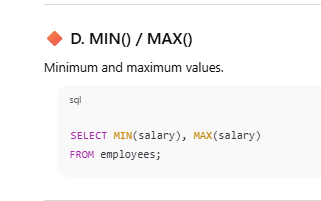 D. MIN() / MAX()
Minimum and maximum values.
sql
SELECT MIN(salary), MAX(salary)
FROM employees;